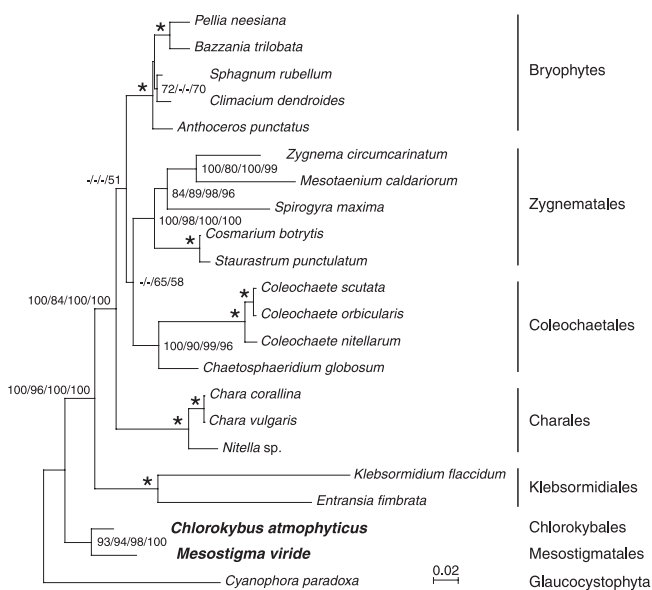 Pellia neesiana
*
Bazzania trilobata
Bryophytes
Sphagnum rubellum
*
72/-/-/70
Climacium dendroides
Anthoceros punctatus
Zygnema circumcarinatum
100/80/100/99
-/-/-/51
Mesotaenium caldariorum
84/89/98/96
Zygnematales
Spirogyra maxima
100/98/100/100
Cosmarium botrytis
*
Staurastrum punctulatum
-/-/65/58
Coleochaete scutata
*
100/84/100/100
Coleochaete orbicularis
*
Coleochaetales
Coleochaete nitellarum
100/90/99/96
Chaetosphaeridium globosum
100/96/100/100
Chara corallina
*
Chara vulgaris
*
Charales
Nitella sp.
Klebsormidium flaccidum
*
Klebsormidiales
Entransia fimbrata
Chlorokybus atmophyticus
Chlorokybales
93/94/98/100
Mesostigma viride
Mesostigmatales
0.02
Cyanophora paradoxa
Glaucocystophyta